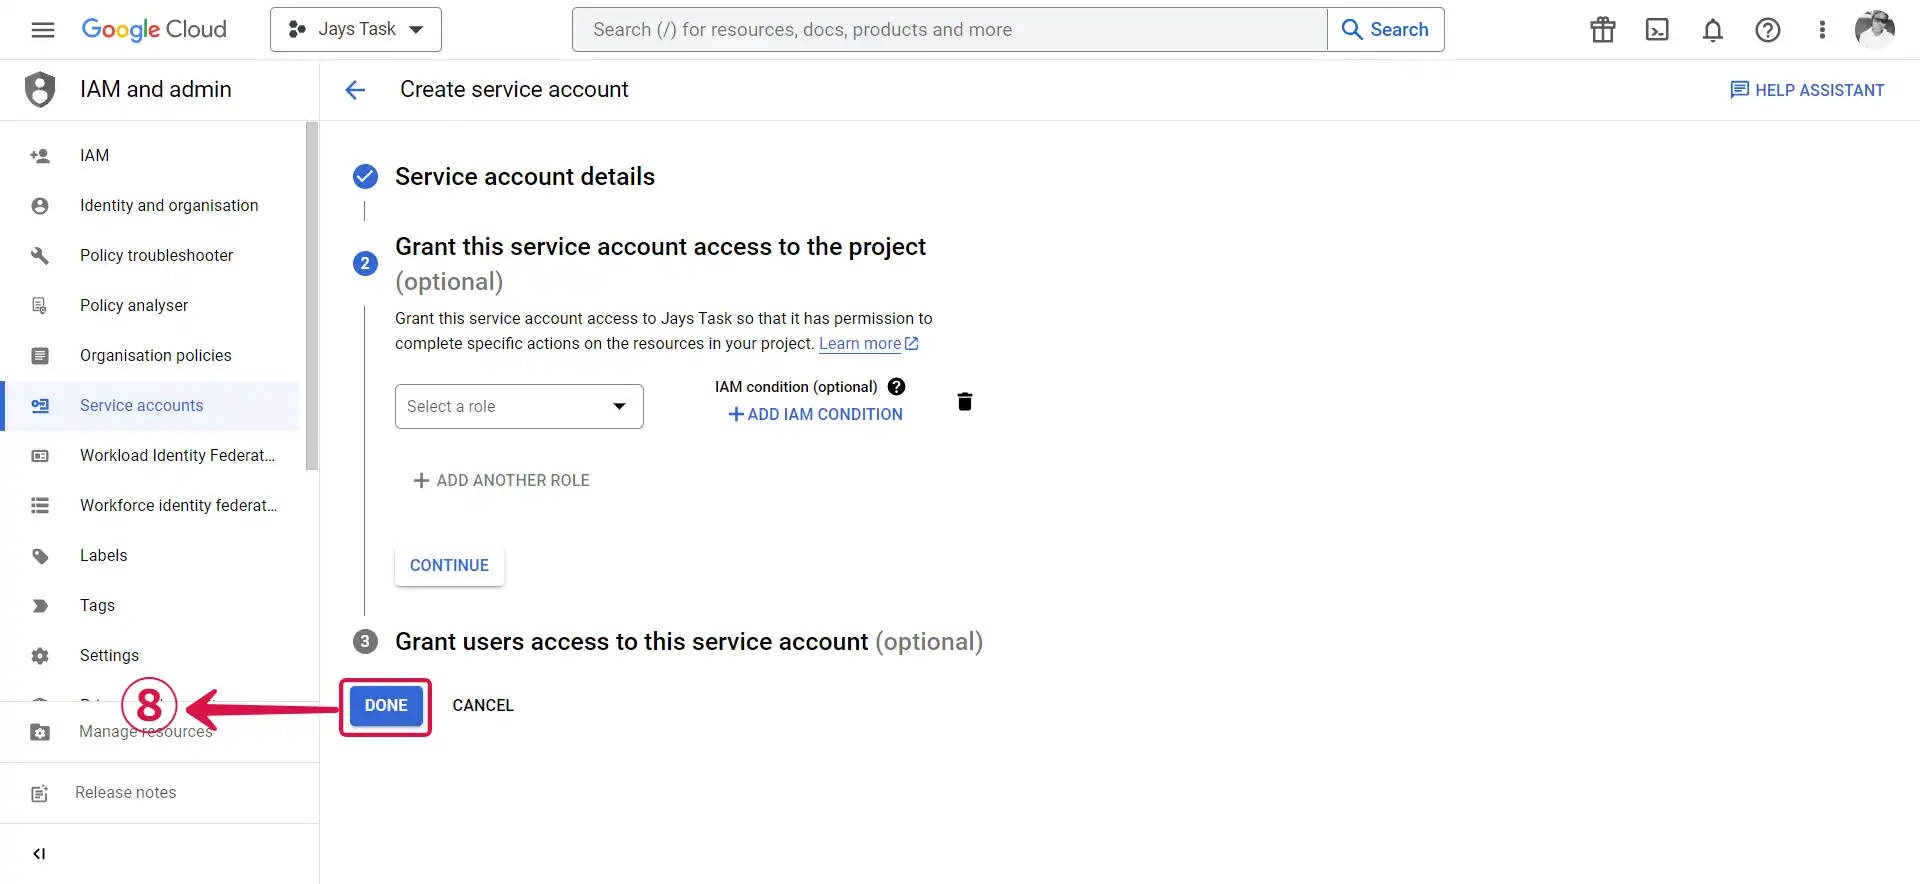 Google Cloud
Jays Task
Search (/) for resources, docs, products and more
Search
IAM and admin
Create service account
HELP ASSISTANT
IAM
Identity and organisation
Policy troubleshooter
Policy analyser
Organisation policies
Service accounts
Workload Identity Federat...
Workforce identity federat...
Labels
Tags
Settings
Manage resources
Release notes
Service account details
2
Grant this service account access to the project
(optional)
Grant this service account access to Jays Task so that it has permission to
complete specific actions on the resources in your project. Learn more
Select a role
IAM condition (optional)
+ ADD IAM CONDITION
+ ADD ANOTHER ROLE
CONTINUE
3
Grant users access to this service account (optional)
8
DONE
CANCEL